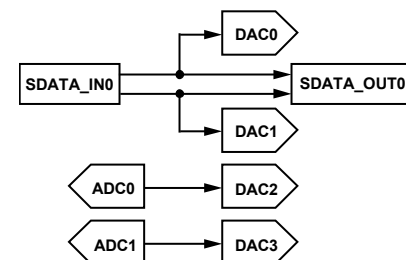 DAC0
SDATA_IN0
SDATA_OUT0
DAC1
ADC0
DAC2
ADC1
DAC3